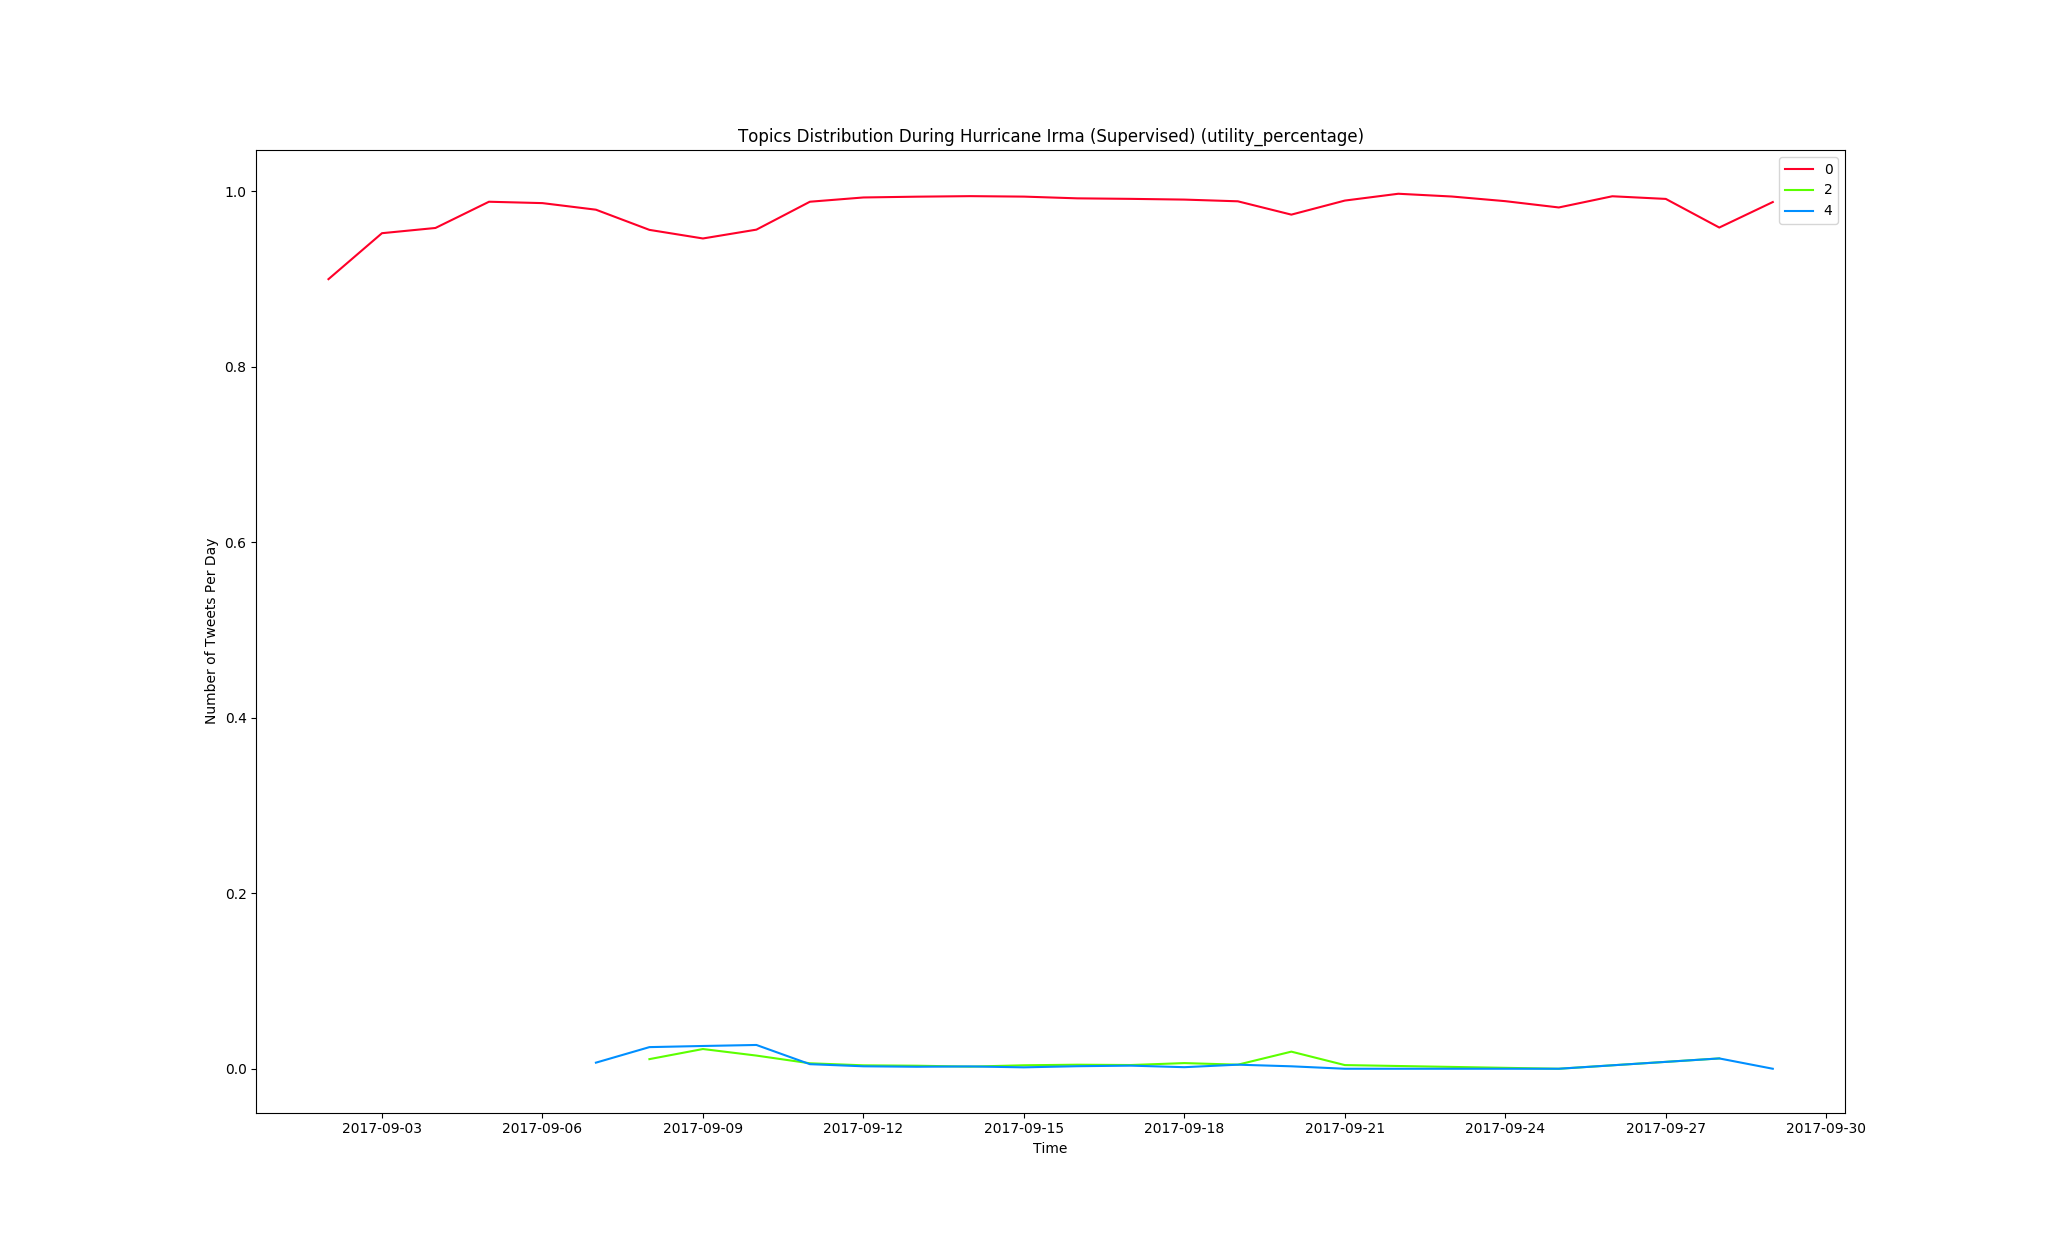 Topics Distribution During Hurricane Irma (Supervised) (utility_percentage)
0
2
4
1.0
0.8
0.6
0.4
0.2
0.0
Number of Tweets Per Day
2017-09-03 2017-09-06 2017-09-09 2017-09-12 2017-09-15 2017-09-18 2017-09-21 2017-09-24 2017-09-27 2017-09-30
Time